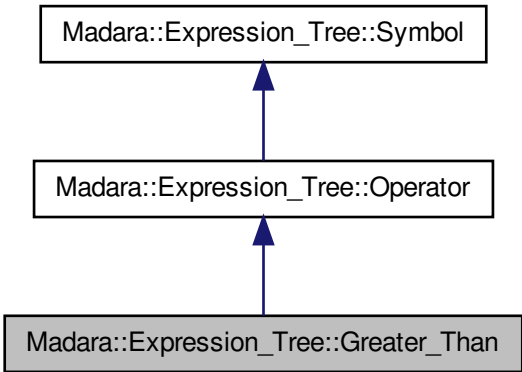 Madara::Expression_Tree::Symbol
Madara::Expression_Tree::Operator
Madara::Expression_Tree::Greater_Than